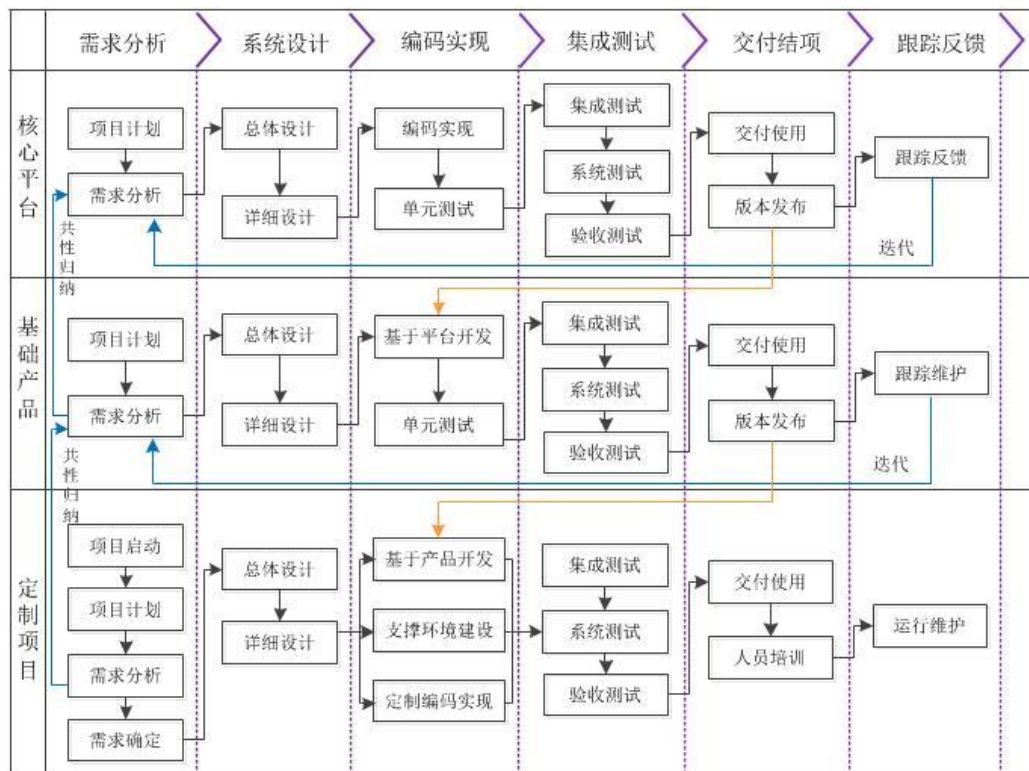 需求分析
系统设计
编码实现
集成测试
交付结项
跟踪反馈
核心平台
项目计划
需求分析
总体设计
详细设计
编码实现
单元测试
集成测试
系统测试
验收测试
交付使用
版本发布
跟踪反馈
迭代
共性归纳
基础产品
项目计划
需求分析
总体设计
详细设计
基于平台开发
单元测试
集成测试
系统测试
验收测试
交付使用
版本发布
跟踪维护
迭代
共性归纳
定制项目
项目启动
项目计划
需求分析
需求确定
总体设计
详细设计
基于产品开发
支撑环境建设
定制编码实现
集成测试
系统测试
验收测试
交付使用
人员培训
运行维护